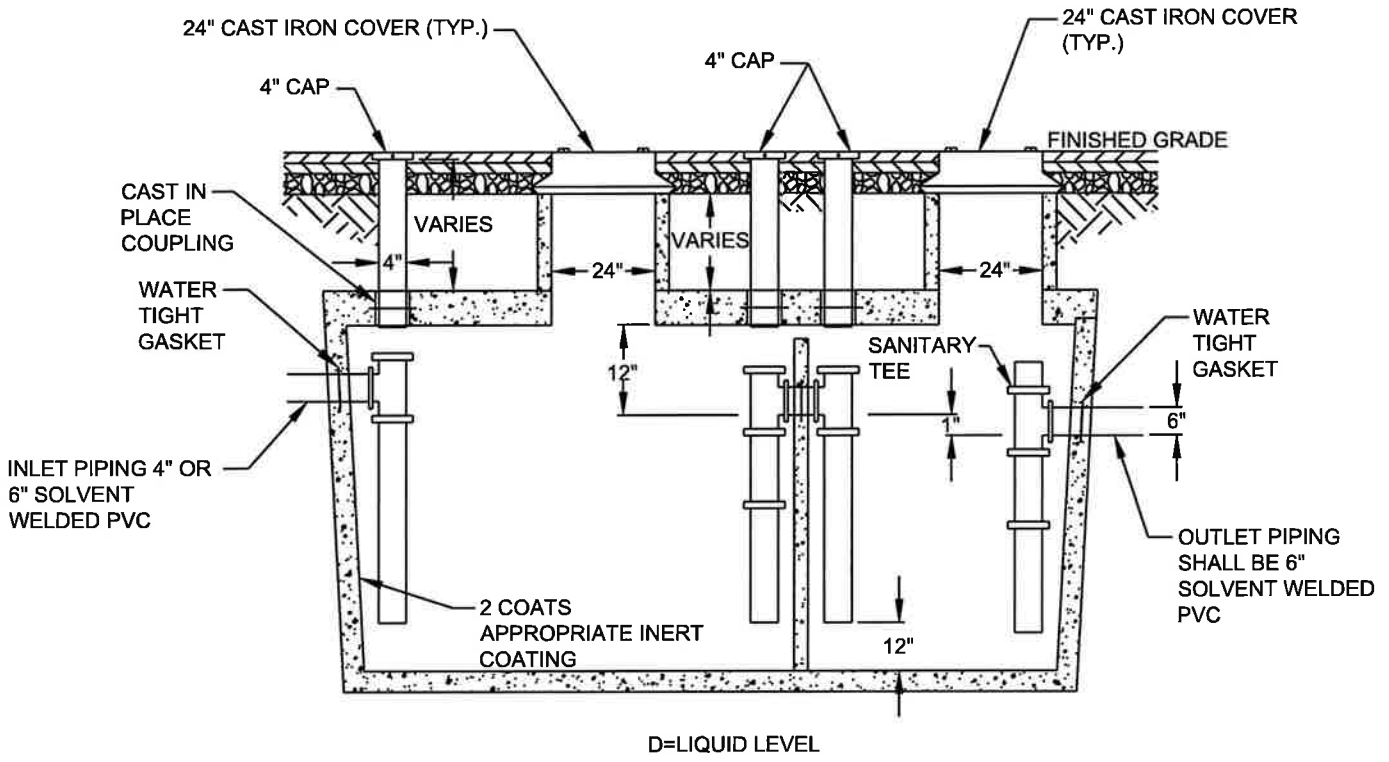 24" CAST IRON COVER (TYP.)
24" CAST IRON COVER
(TYP.)
4" CAP
4" CAP
FINISHED GRADE
CAST IN
PLACE
COUPLING
VARIES
VARIES
4"
24"
24"
WATER
TIGHT
GASKET
WATER
TIGHT
GASKET
SANITARY
TEE
12"
1"
6"
INLET PIPING 4" OR
6" SOLVENT
WELDED PVC
OUTLET PIPING
SHALL BE 6"
SOLVENT WELDED
PVC
2 COATS
APPROPRIATE INERT
COATING
12"
D=LIQUID LEVEL